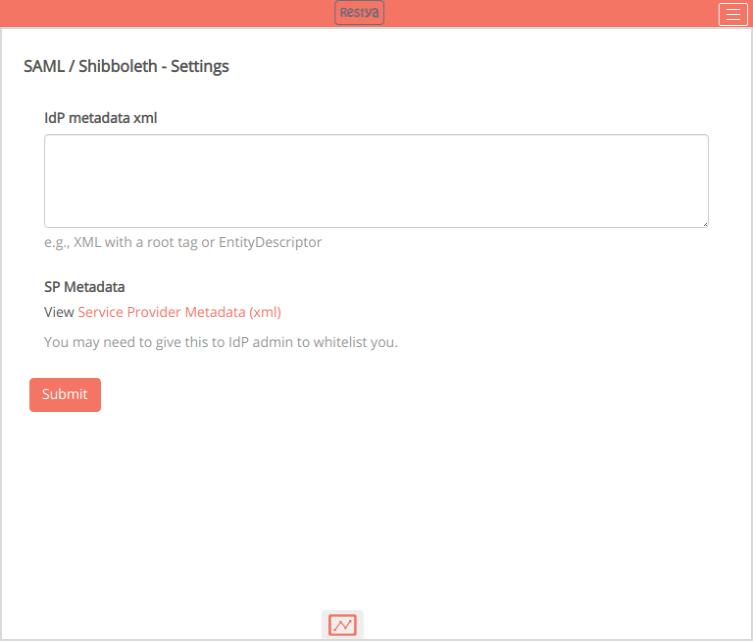 Restya
SAML / Shibboleth - Settings
IdP metadata xml
e.g., XML with a root tag or EntityDescriptor
SP Metadata
View Service Provider Metadata (xml)
You may need to give this to IdP admin to whitelist you.
Submit